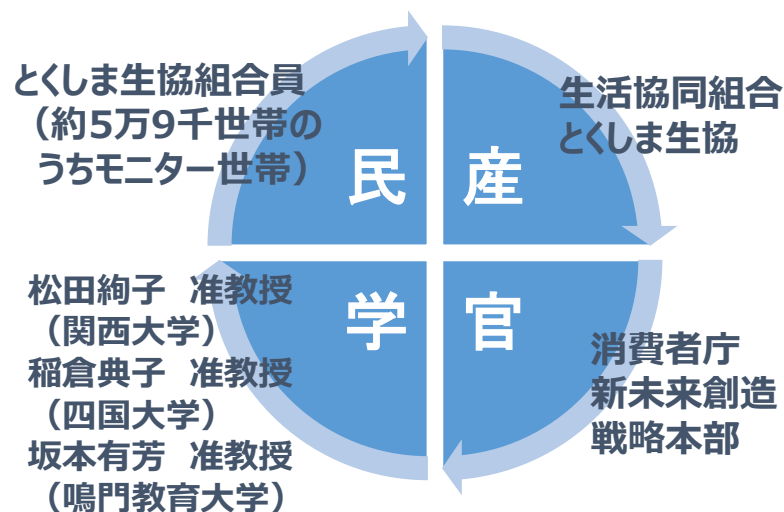 とくしま生協組合員
（約5万9千世帯の
うちモニター世帯）
民
産
生活協同組合
とくしま生協
松田絢子 准教授
（関西大学）
稲倉典子 准教授
（四国大学）
坂本有芳 准教授
（鳴門教育大学）
学
官
消費者庁
新未来創造
戦略本部